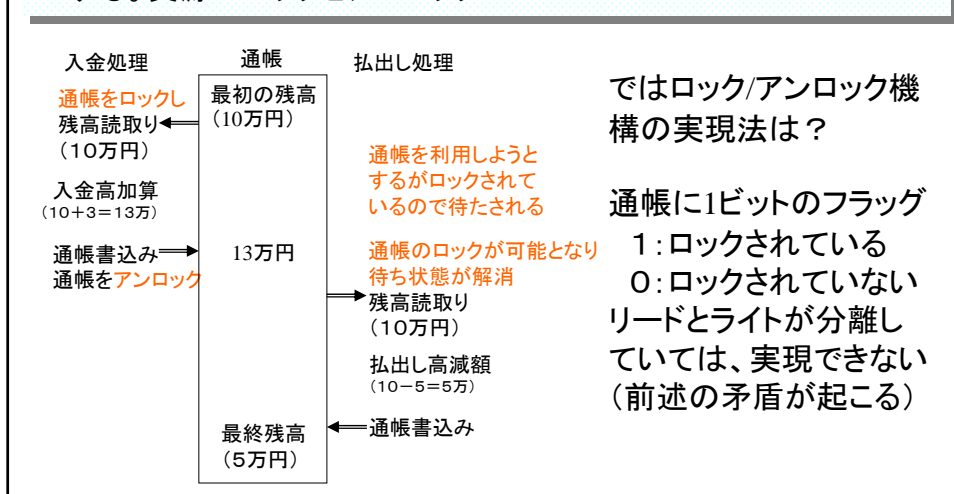 入金処理
通帳をロックし
残高読取り
(10万円)
入金高加算
(10+3=13万)
通帳書込み
通帳をアンロック
通帳
最初の残高
(10万円)
13万円
最終残高
(5万円)
払出し処理
通帳を利用しようと
するがロックされて
いるので待たされる
通帳のロックが可能となり
待ち状態が解消
残高読取り
(10万円)
払出し高減額
(10-5=5万)
通帳書込み
ではロック/アンロック機
構の実現法は?
通帳に1ビットのフラッグ
1:ロックされている
0:ロックされていない
リードとライトが分離し
ていては、実現できない
(前述の矛盾が起こる)